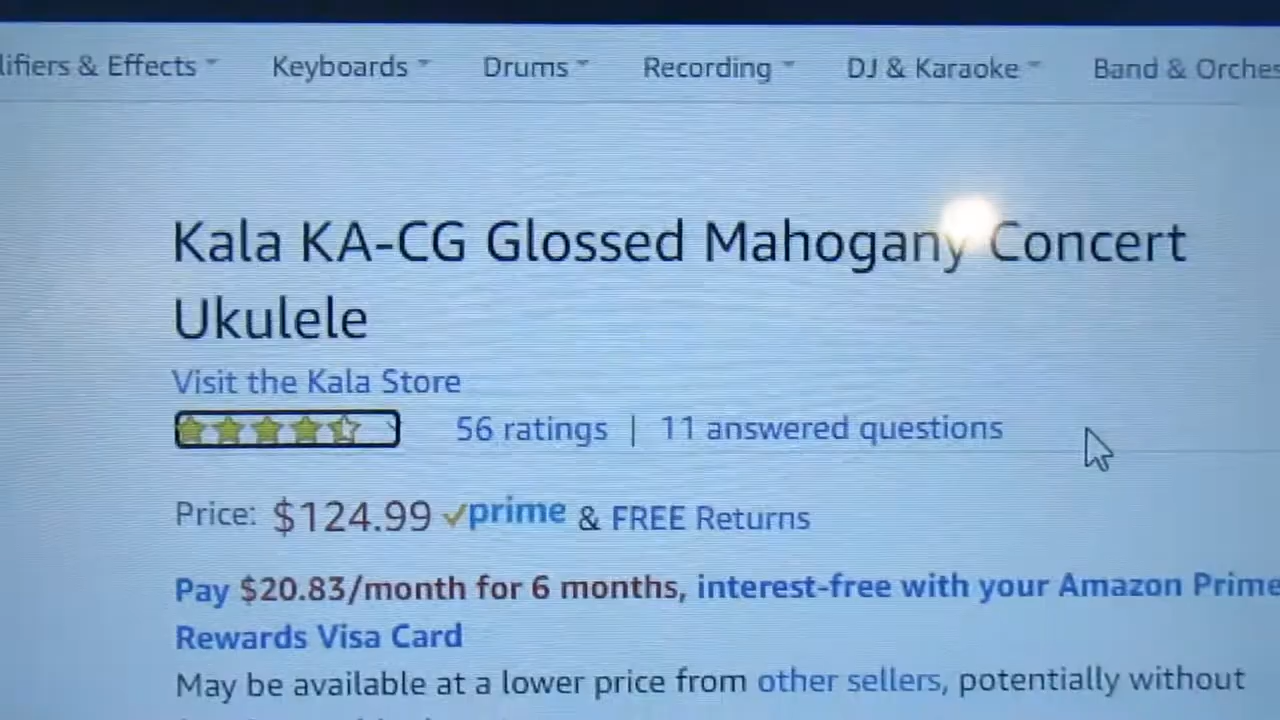 & Effects Keyboards Drums Recording DJ & Karaoke Band &
Kala KA-CG Glossed Mahogany Concert
Ukulele
Visit the Kala Store
56 ratings | 11 answered questions
Price: $124.99 prime & FREE Returns
Pay $20.83/month for 6 months, interest-free with your Amazon Prime
Rewards Visa Card
May be available at a lower price from other sellers, potentially without